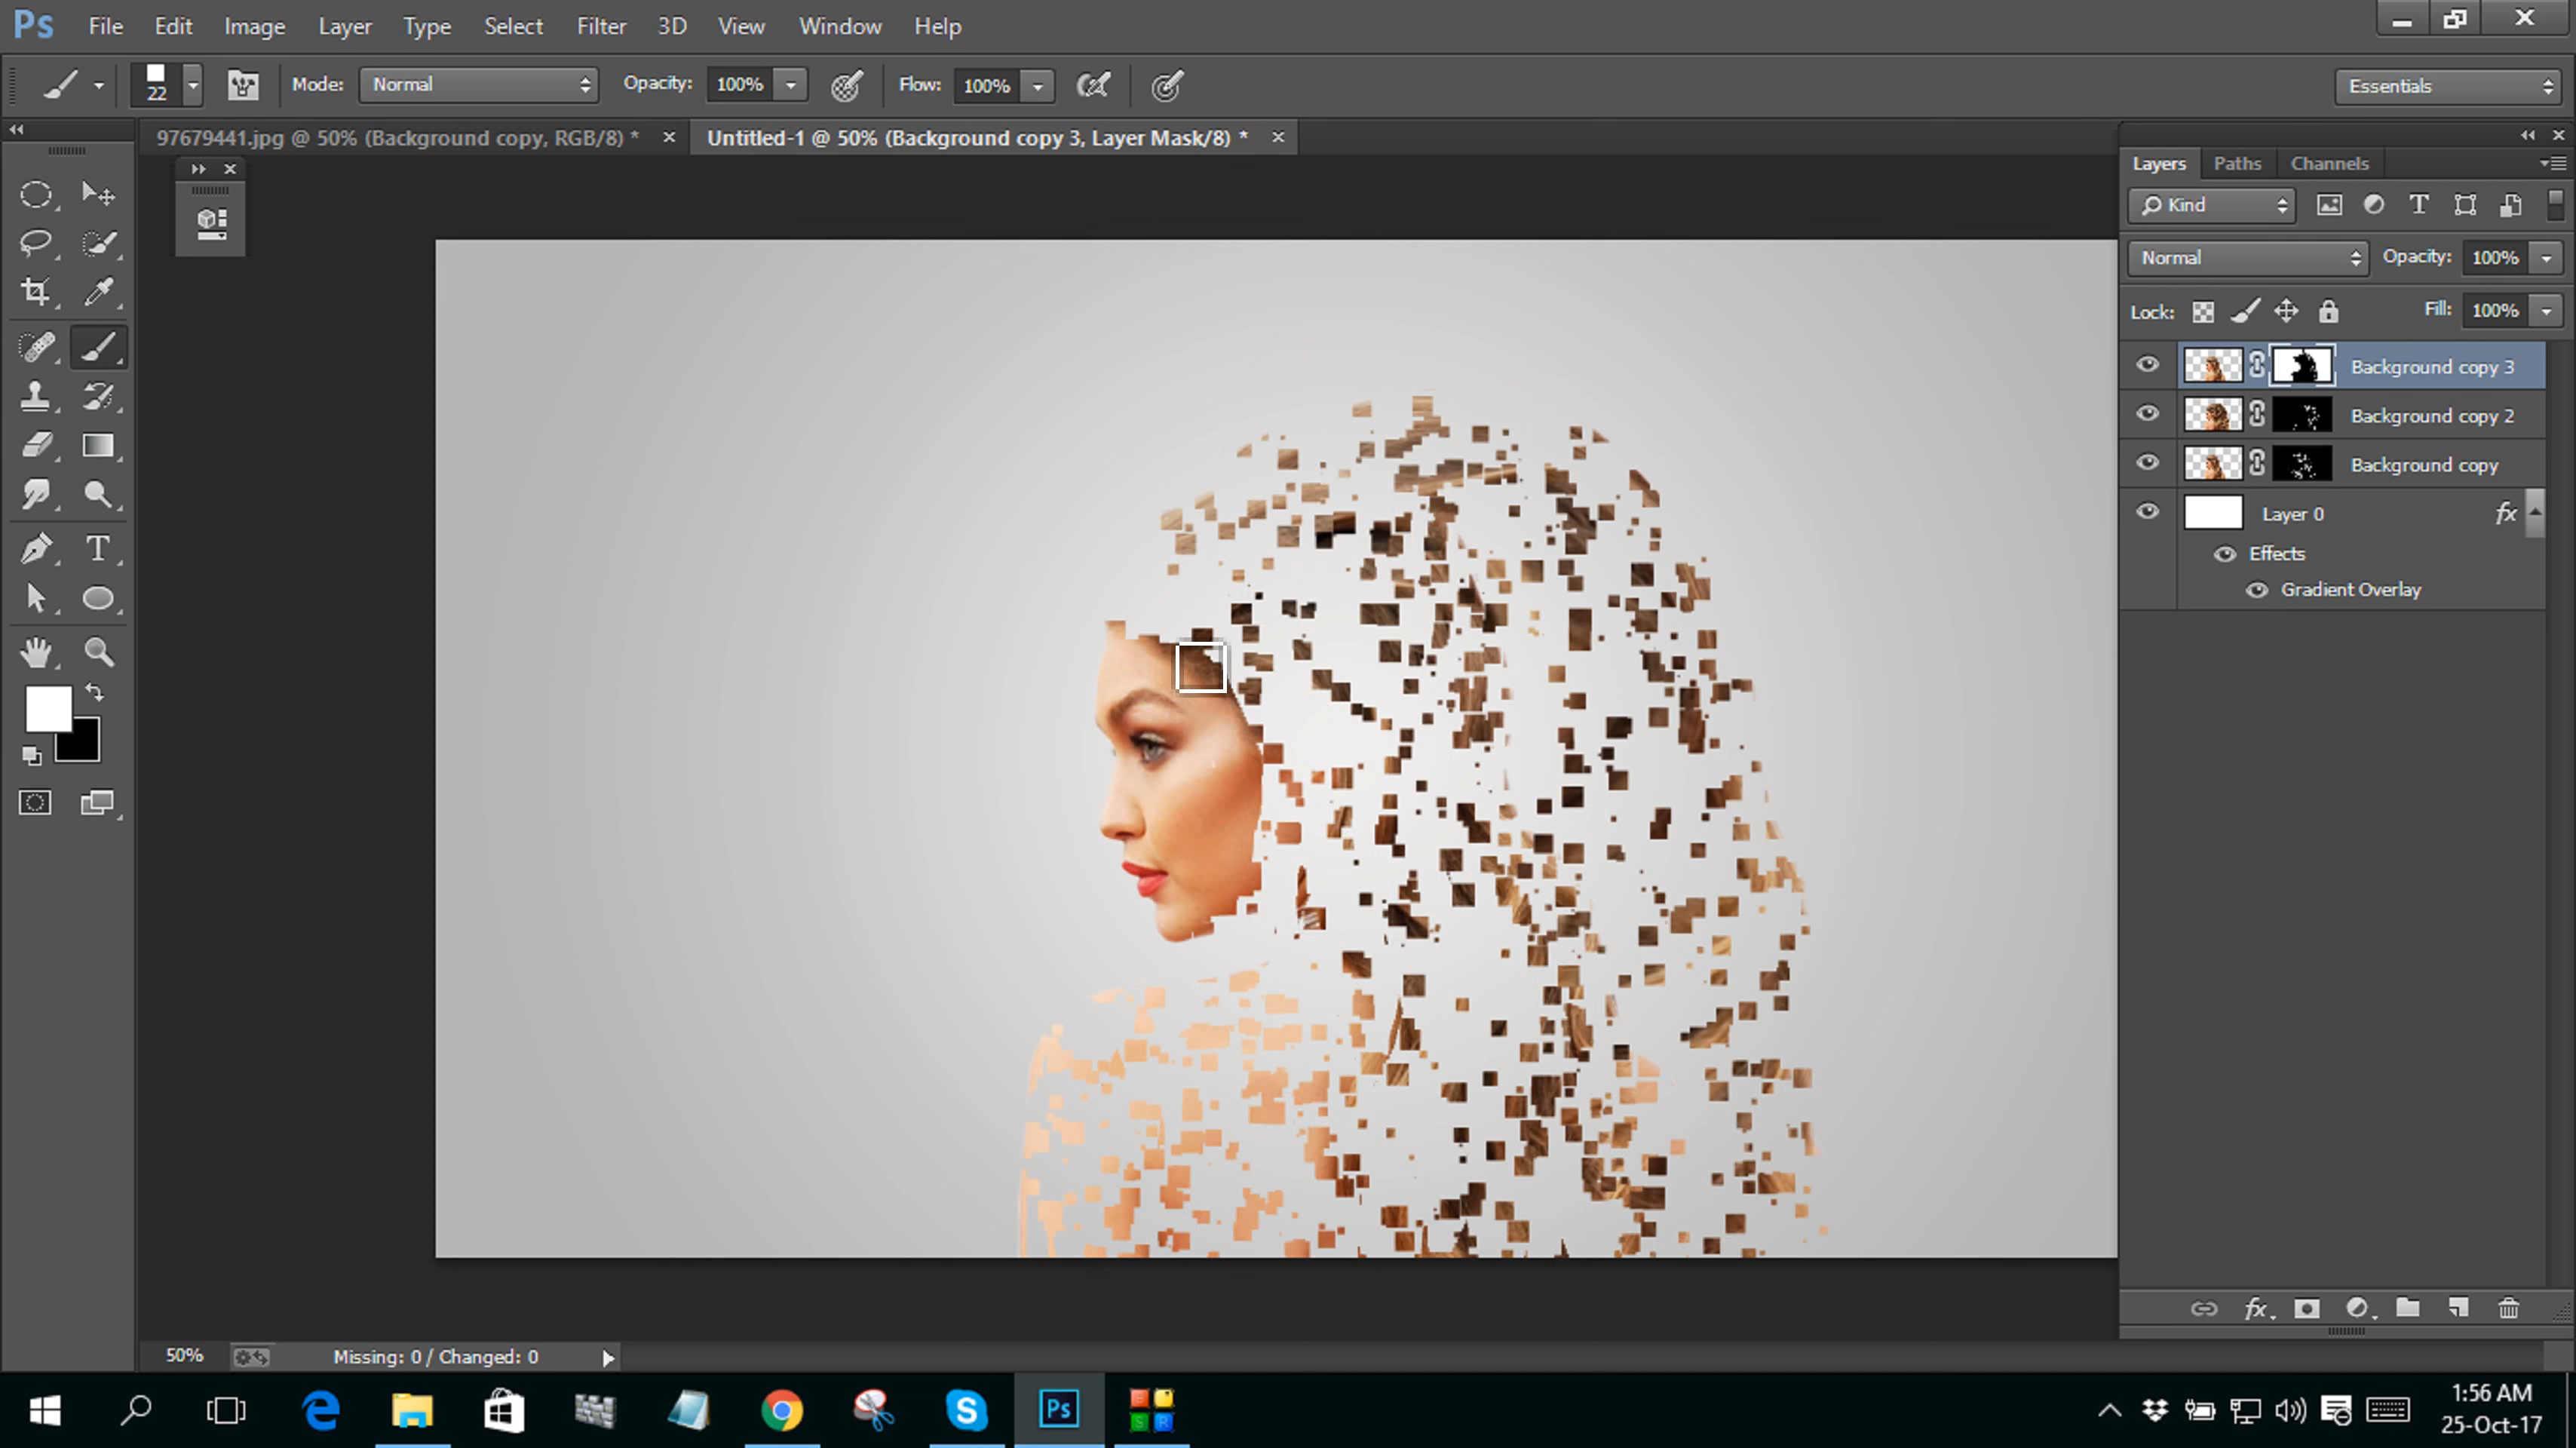 Ps File Edit Image Layer Type Select Filter 3D View Window Help
22 Mode: Normal Opacity: 100% Flow: 100% Essentials
97679441.jpg @ 50% (Background copy, RGB/8) * Untitled-1 @ 50% (Background copy 3, Layer Mask/8) *
Layers Paths Channels
Kind
Normal Opacity: 100%
Lock: Fill: 100%
Background copy 3
Background copy 2
Background copy
Layer 0 fx
Effects
Gradient Overlay
T
fx
50% Missing: 0 / Changed: 0
Ps
1:56 AM
25-Oct-17